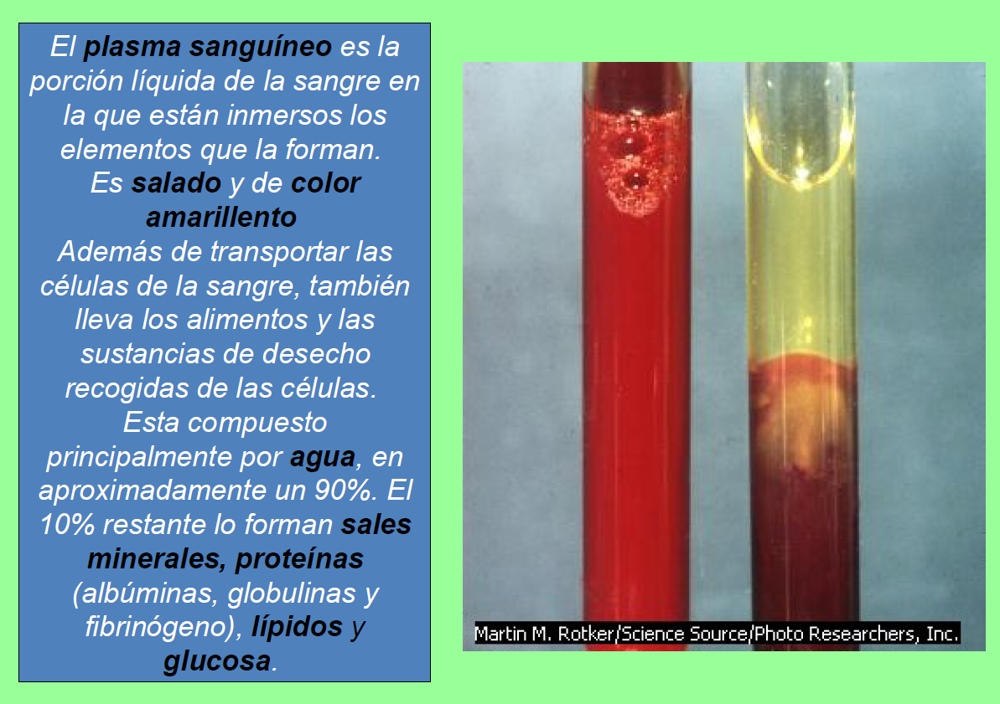 El plasma sanguíneo es la
porción líquida de la sangre en
la que están inmersos los
elementos que la forman.
Es salado y de color
amarillento
Además de transportar las
células de la sangre, también
lleva los alimentos y las
sustancias de desecho
recogidas de las células.
Esta compuesto
principalmente por agua, en
aproximadamente un 90%. El
10% restante lo forman sales
minerales, proteínas
(albúminas, globulinas y
fibrinógeno), lípidos y
glucosa.
Martin M. Rotker/Science Source/Photo Researchers, Inc.